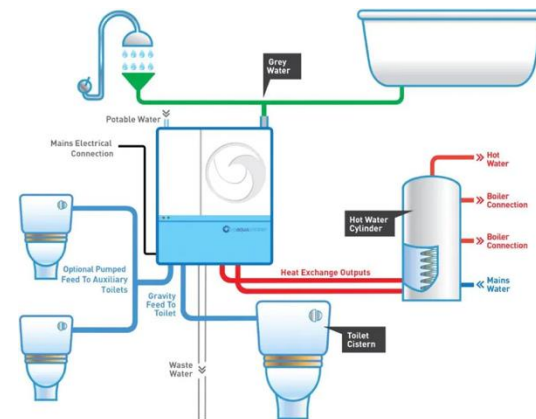 Grey
Water
Potable Water
Mains Electrical
Connection
Hot
Water
Boiler
Connection
Hot Water
Cylinder
Boiler
Connection
Optional Pumped
Feed To Auxiliary
Toilets
Gravity
Feed To
Toilet
Heat Exchange Outputs
Mains
Water
Toilet
Cistern
Waste
Water